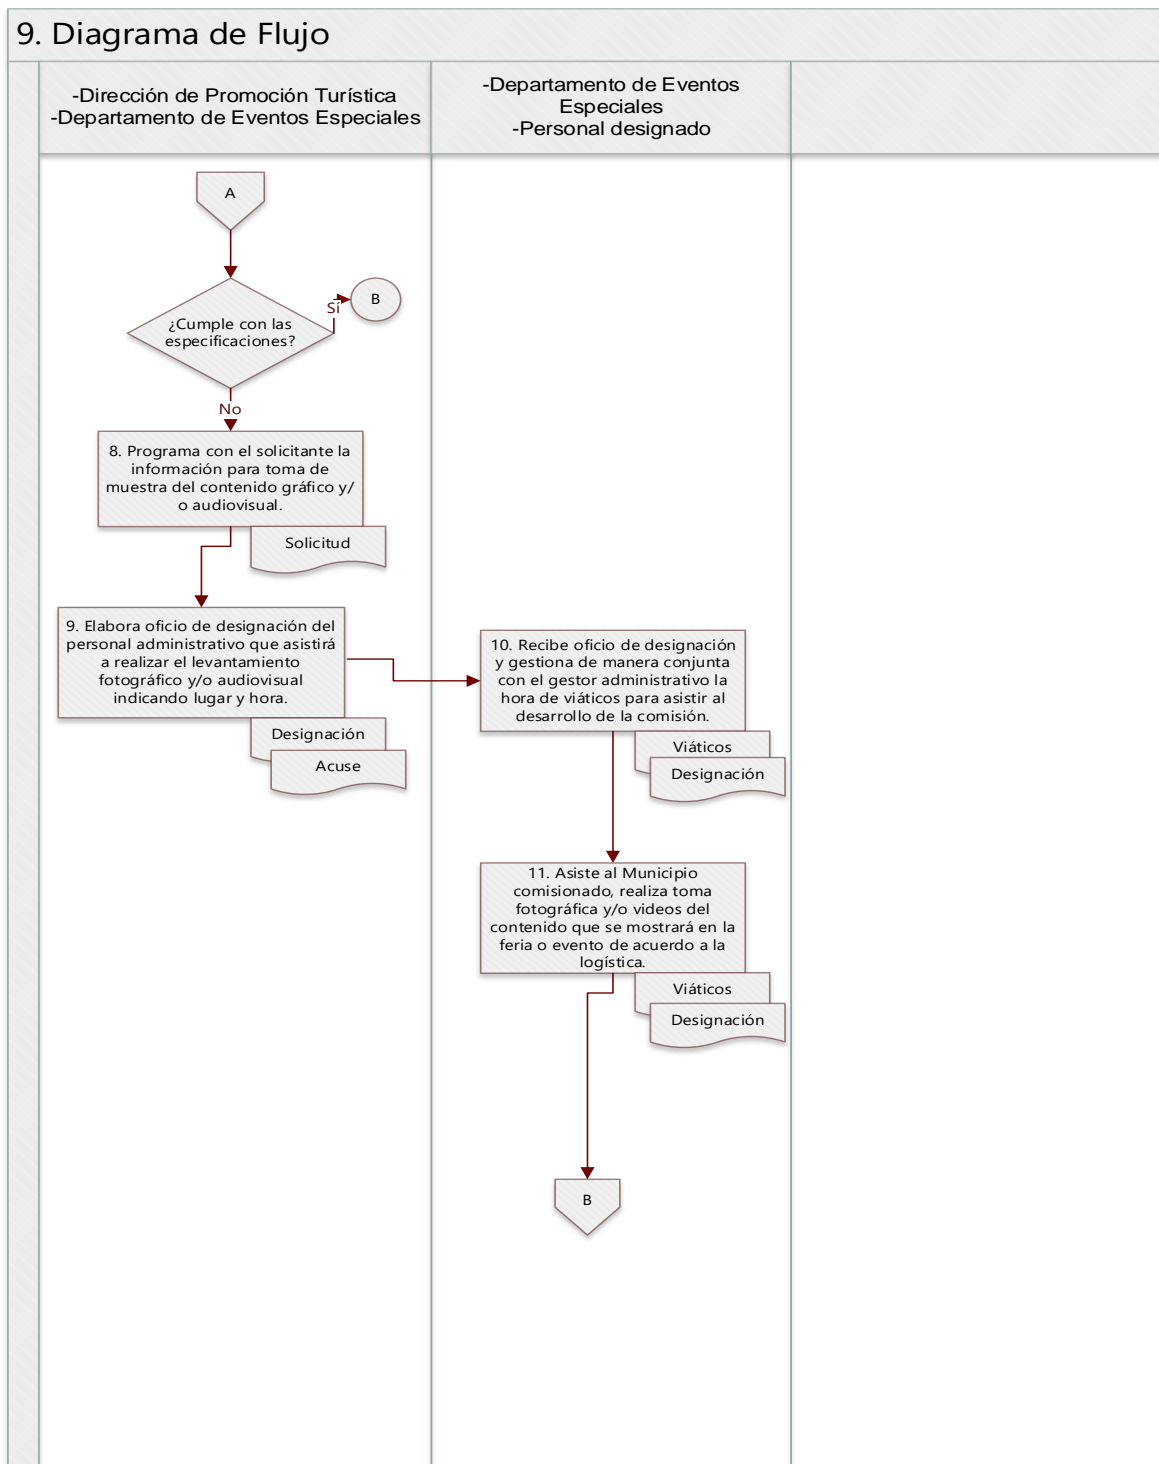 9. Diagrama de Flujo
-Dirección de Promoción Turística
-Departamento de Eventos Especiales
-Departamento de Eventos
Especiales
-Personal designado
A
¿Cumple con las
especificaciones?
Sí
B
No
8. Programa con el solicitante la
información para toma de
muestra del contenido gráfico y/
o audiovisual.
Solicitud
9. Elabora oficio de designación del
personal administrativo que asistirá
a realizar el levantamiento
fotográfico y/o audiovisual
indicando lugar y hora.
Designación
Acuse
10. Recibe oficio de designación
y gestiona de manera conjunta
con el gestor administrativo la
hora de viáticos para asistir al
desarrollo de la comisión.
Viáticos
Designación
11. Asiste al Municipio
comisionado, realiza toma
fotográfica y/o videos del
contenido que se mostrará en la
feria o evento de acuerdo a la
logística.
Viáticos
Designación
B